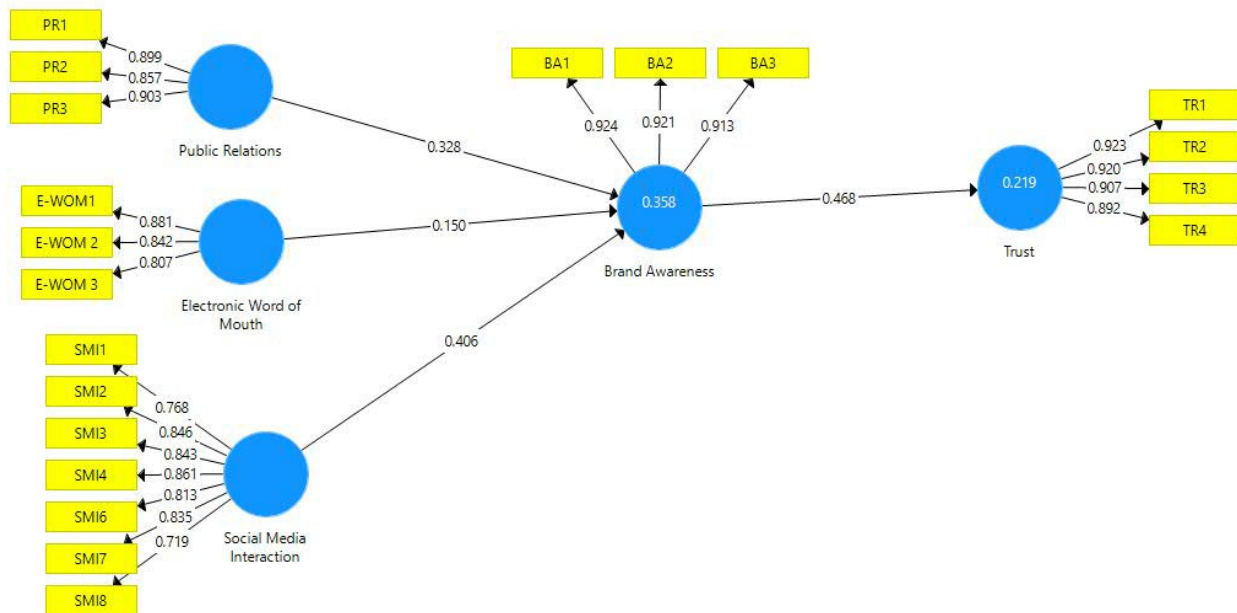 PR1
PR2
PR3
0.899
0.857
0.903
Public Relations
E-WOM1
E-WOM 2
E-WOM 3
0.881
0.842
0.807
Electronic Word of
Mouth
SMI1
SMI2
SMI3
SMI4
SMI6
SMI7
SMI8
0.768
0.846
0.843
0.861
0.813
0.835
0.719
Social Media
Interaction
0.328
0.150
0.406
BA1
BA2
BA3
0.924
0.921
0.913
0.358
Brand Awareness
0.468
0.219
Trust
0.923
0.920
0.907
0.892
TR1
TR2
TR3
TR4